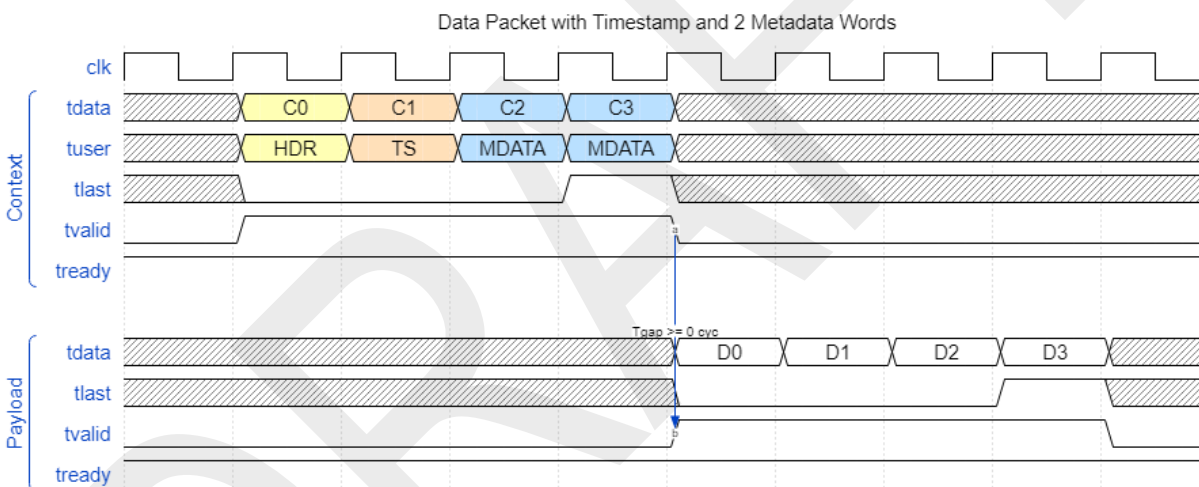 Data Packet with Timestamp and 2 Metadata Words
clk
Context
tdata C0 C1 C2 C3
tuser HDR TS MDATA MDATA
tlast
tvalid a
tready
Tgap >= 0 cyc
Payload
tdata D0 D1 D2 D3
tlast
tvalid b
tready
DRAFT